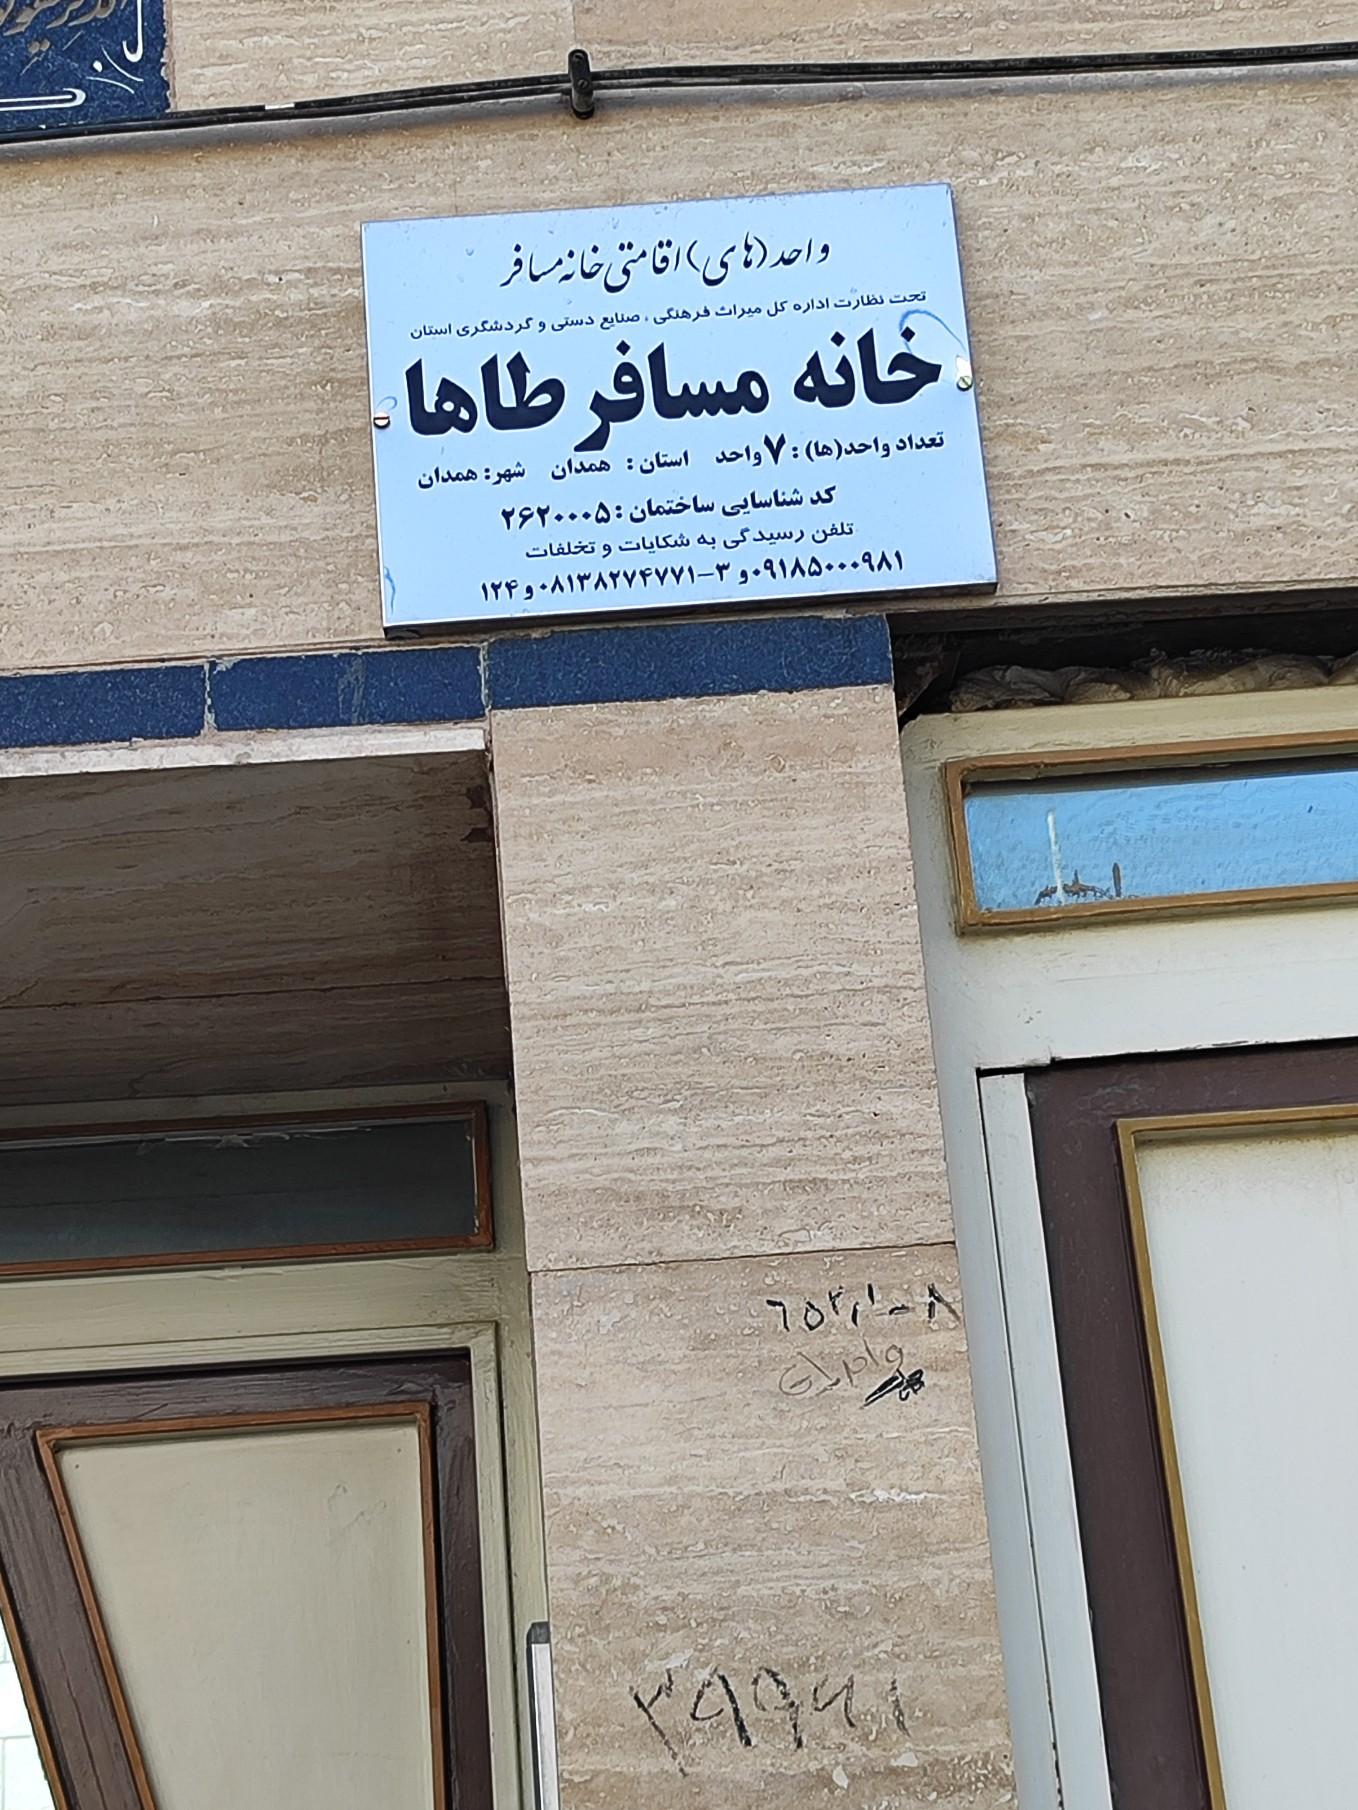 واحد(های) اقامتی خانه مسافر
تحت نظارت اداره کل میراث فرهنگی ، صنایع دستی و گردشگری استان
خانه مسافر طاها
تعداد واحد(ها): ۷ واحد استان: همدان شهر: همدان
کد شناسایی ساختمان: ۲۶۲۰۰۰۵
تلفن رسیدگی به شکایات و تخلفات
۰۹۱۸۵۰۰۰۹۸۱ و ۳-۰۸۱۳۸۲۷۴۷۷۱ و ۱۲۴